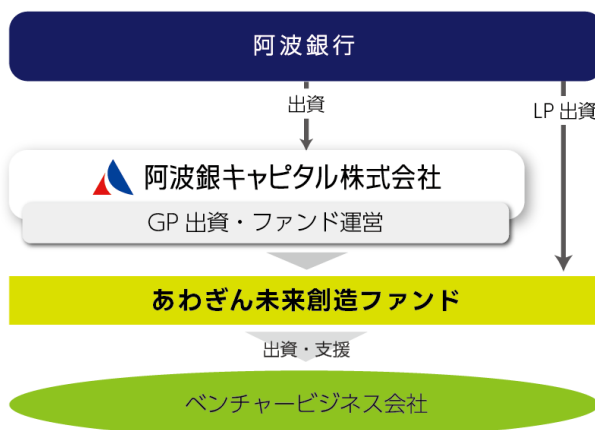 阿波銀行
出資
LP 出資
阿波銀キャピタル株式会社
GP 出資・ファンド運営
あわぎん未来創造ファンド
出資・支援
ベンチャービジネス会社